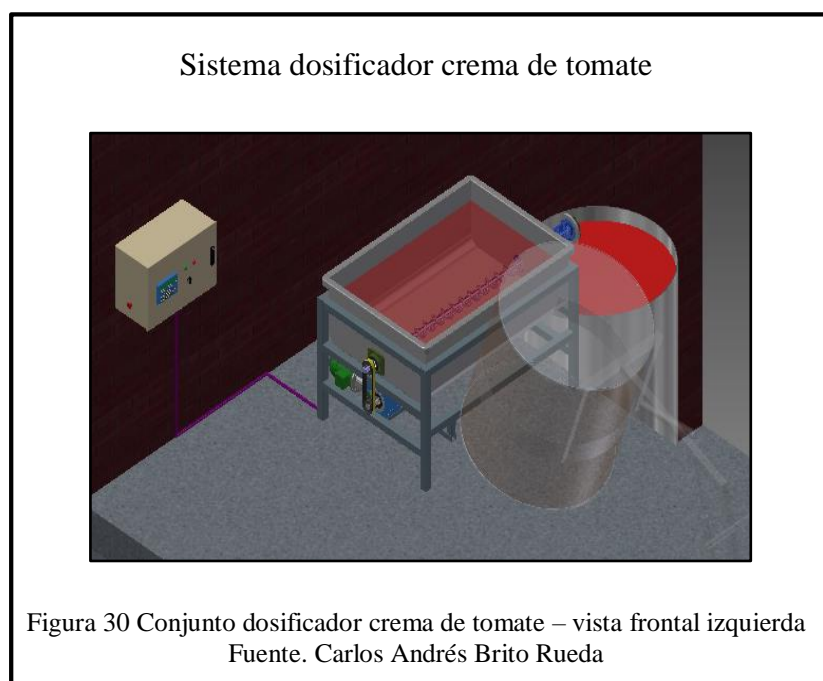 Sistema dosificador crema de tomate
Figura 30 Conjunto dosificador crema de tomate – vista frontal izquierda
Fuente. Carlos Andrés Brito Rueda